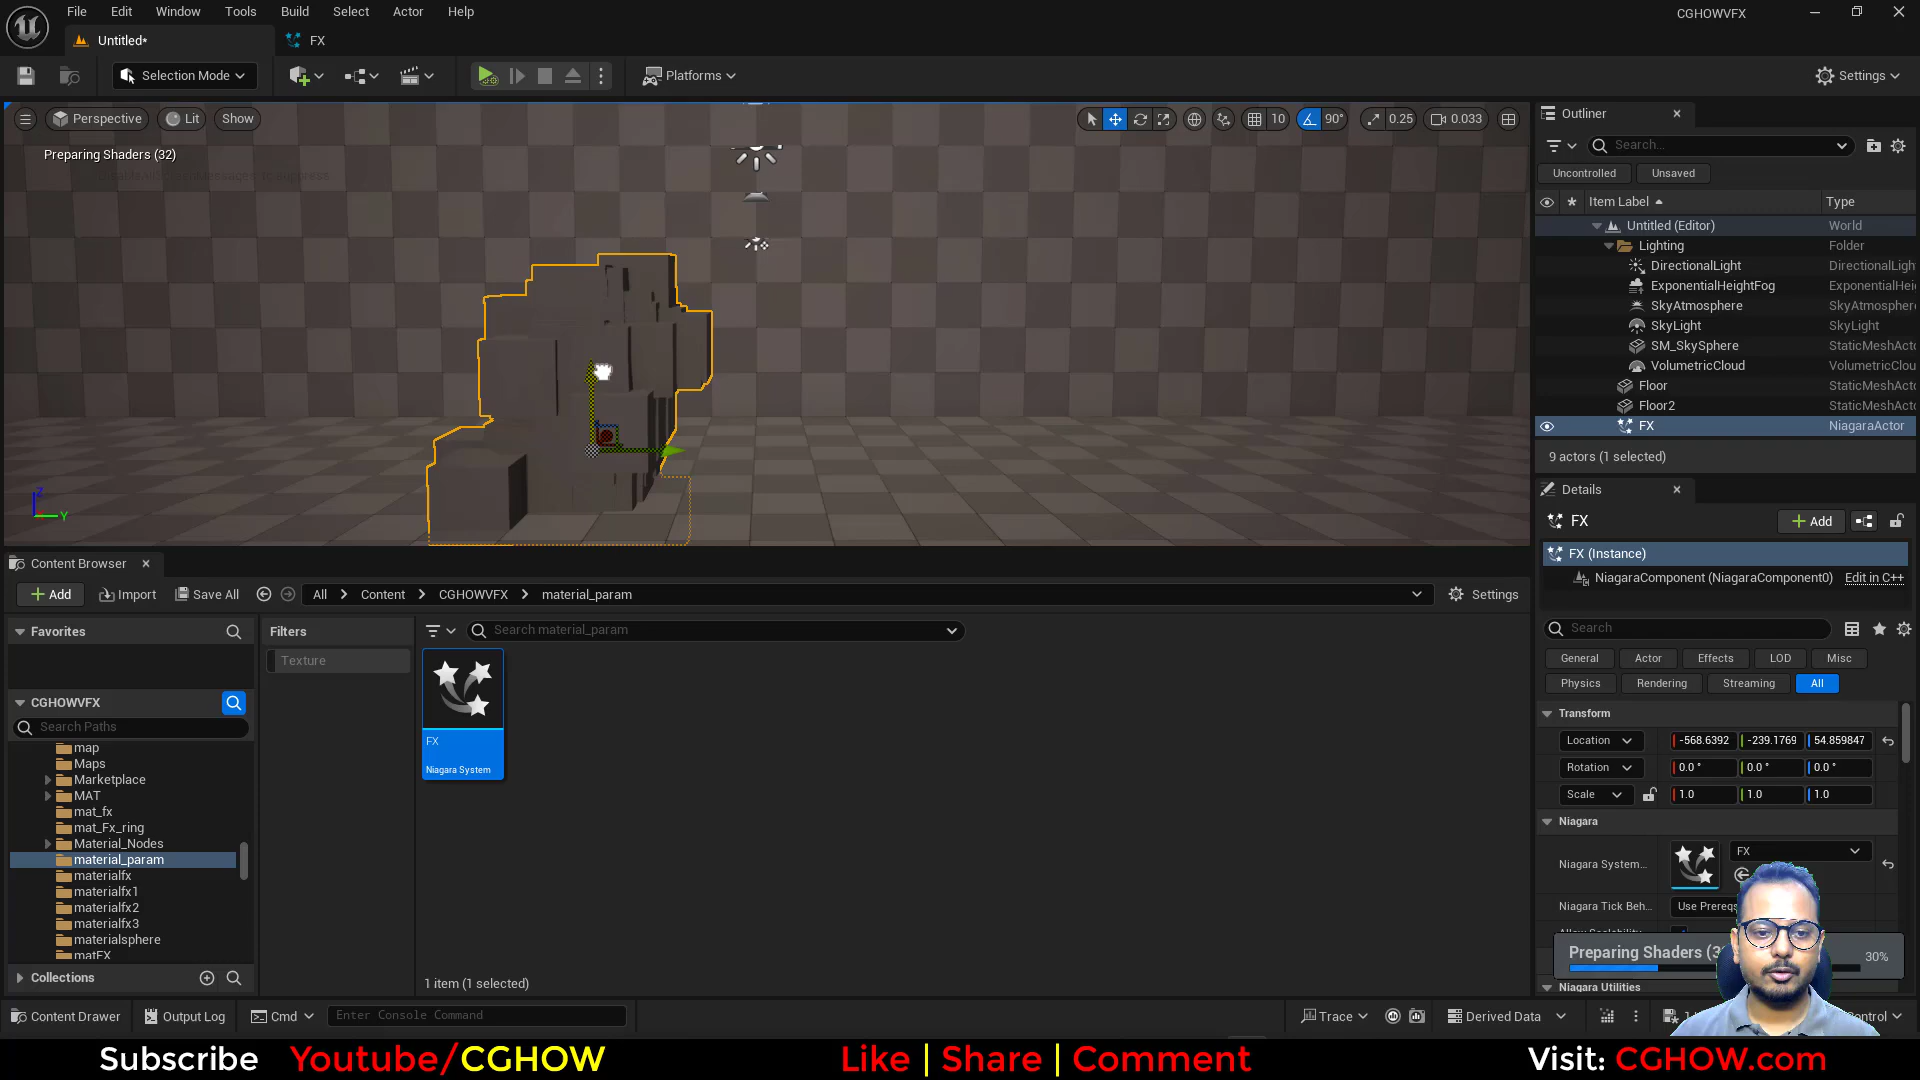 File Edit Window Tools Build Select Actor Help
CGHOWVFX
Untitled*
FX
Selection Mode
Platforms
Settings
Perspective
Lit
Show
10
90°
0.25
0.033
Preparing Shaders (32)
Outliner
Search...
Uncontrolled
Unsaved
Item Label
Type
Untitled (Editor)
World
Lighting
Folder
DirectionalLight
DirectionalLigh
ExponentialHeightFog
ExponentialHei
SkyAtmosphere
SkyAtmosphere
SkyLight
SkyLight
SM_SkySphere
StaticMeshActo
VolumetricCloud
VolumetricClou
Floor
StaticMeshActo
Floor2
StaticMeshActo
FX
NiagaraActor
9 actors (1 selected)
Z
Y
Details
FX
Add
FX (Instance)
NiagaraComponent (NiagaraComponent0)
Edit in C++
Search
General
Actor
Effects
LOD
Misc
Physics
Rendering
Streaming
All
Transform
Location
-568.6392
-239.1769
54.859847
Rotation
0.0 °
0.0 °
0.0 °
Scale
1.0
1.0
1.0
Niagara
Niagara System...
FX
Niagara Tick Beh...
Use Prereqs
Preparing Shaders (3
30%
Niagara Utilities
Content Browser
Add
Import
Save All
All
Content
CGHOWVFX
material_param
Settings
Favorites
Filters
Search material_param
Texture
CGHOWVFX
Search Paths
map
Maps
Marketplace
MAT
mat_fx
mat_Fx_ring
Material_Nodes
material_param
materialfx
materialfx1
materialfx2
materialfx3
materialsphere
matFX
FX
Niagara System
Collections
1 item (1 selected)
Content Drawer
Output Log
Cmd
Enter Console Command
Trace
Derived Data
Subscribe Youtube/CGHOW
Like | Share | Comment
Visit: CGHOW.com